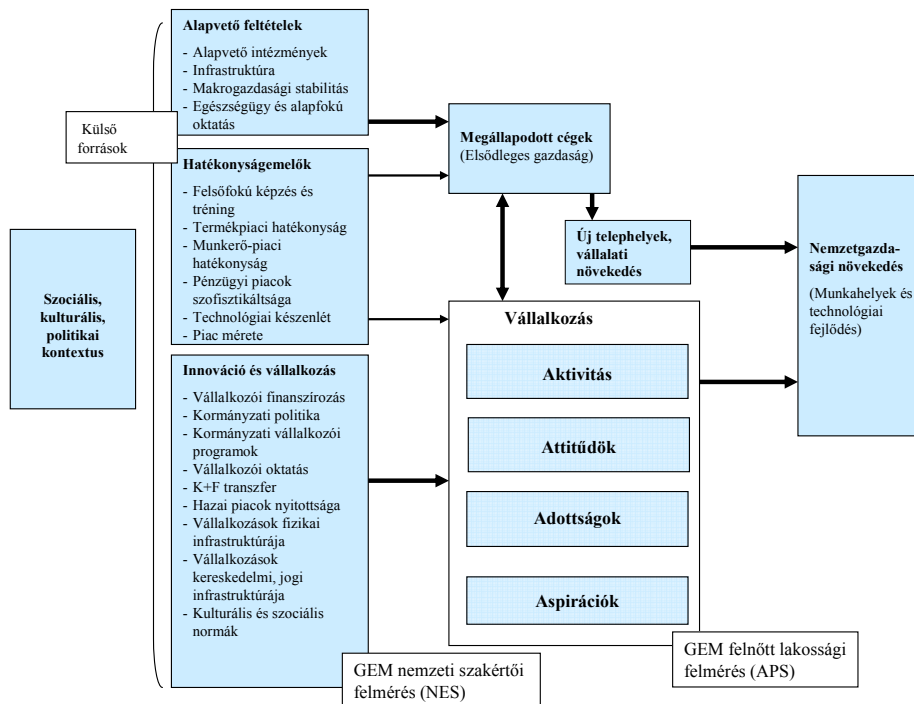 Alapvető feltételek
- Alapvető intézmények
- Infrastruktúra
- Makrogazdasági stabilitás
- Egészségügy és alapfokú
oktatás
Külső
források
Hatékonyságemelők
- Felsőfokú képzés és
tréning
- Termékpiaci hatékonyság
- Munkerő-piaci
hatékonyság
- Pénzügyi piacok
szofisztikáltsága
- Technológiai készenlét
- Piac mérete
Szociális,
kulturális,
politikai
kontextus
Innováció és vállalkozás
- Vállalkozói finanszírozás
- Kormányzati politika
- Kormányzati vállalkozói
programok
- Vállalkozói oktatás
- K+F transzfer
- Hazai piacok nyitottsága
- Vállalkozások fizikai
infrastruktúrája
- Vállalkozások
kereskedelmi, jogi
infrastruktúrája
- Kulturális és szociális
normák
GEM nemzeti szakértői
felmérés (NES)
Megállapodott cégek
(Elsődleges gazdaság)
Új telephelyek,
vállalati
növekedés
Vállalkozás
Aktivitás
Attitűdök
Adottságok
Aspirációk
GEM felnőtt lakossági
felmérés (APS)
Nemzetgazda-
sági növekedés
(Munkahelyek és
technológiai
fejlődés)